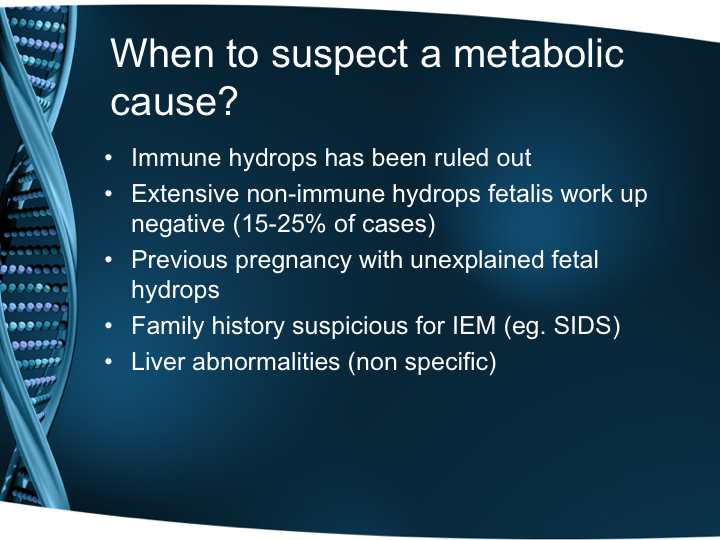 When to suspect a metabolic
cause?
• Immune hydrops has been ruled out
• Extensive non-immune hydrops fetalis work up
negative (15-25% of cases)
• Previous pregnancy with unexplained fetal
hydrops
• Family history suspicious for IEM (eg. SIDS)
• Liver abnormalities (non specific)